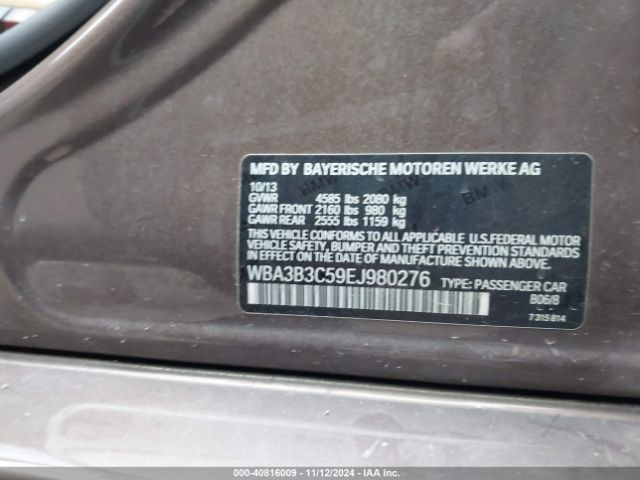 MFD BY BAYERISCHE MOTOREN WERKE AG
10/13
GVWR 4585 lbs 2080 kg
GAWR FRONT 2160 lbs 980 kg
GAWR REAR 2555 lbs 1159 kg
THIS VEHICLE CONFORMS TO ALL APPLICABLE U.S.FEDERAL MOTOR
VEHICLE SAFETY, BUMPER AND THEFT PREVENTION STANDARDS
IN EFFECT ON THE DATE OF MANUFACTURE SHOWN ABOVE.
WBA3B3C59EJ980276 TYPE: PASSENGER CAR
B06/B
7 315 814
000-40816009 - 11/12/2024 - IAA Inc.